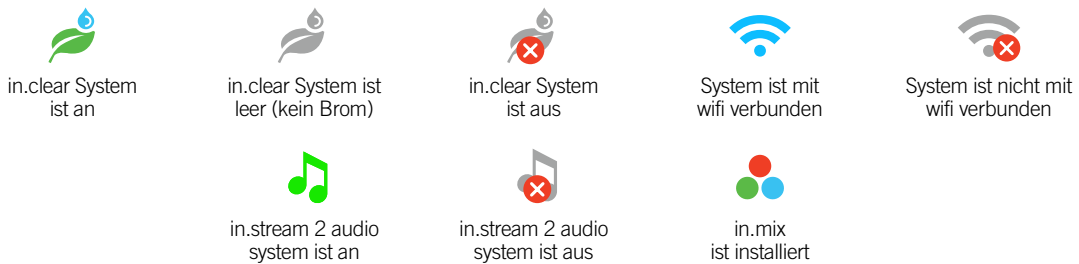 in.clear System
ist an
in.clear System ist
leer (kein Brom)
in.clear System
ist aus
System ist mit
wifi verbunden
System ist nicht mit
wifi verbunden
in.stream 2 audio
system ist an
in.stream 2 audio
system ist aus
in.mix
ist installiert